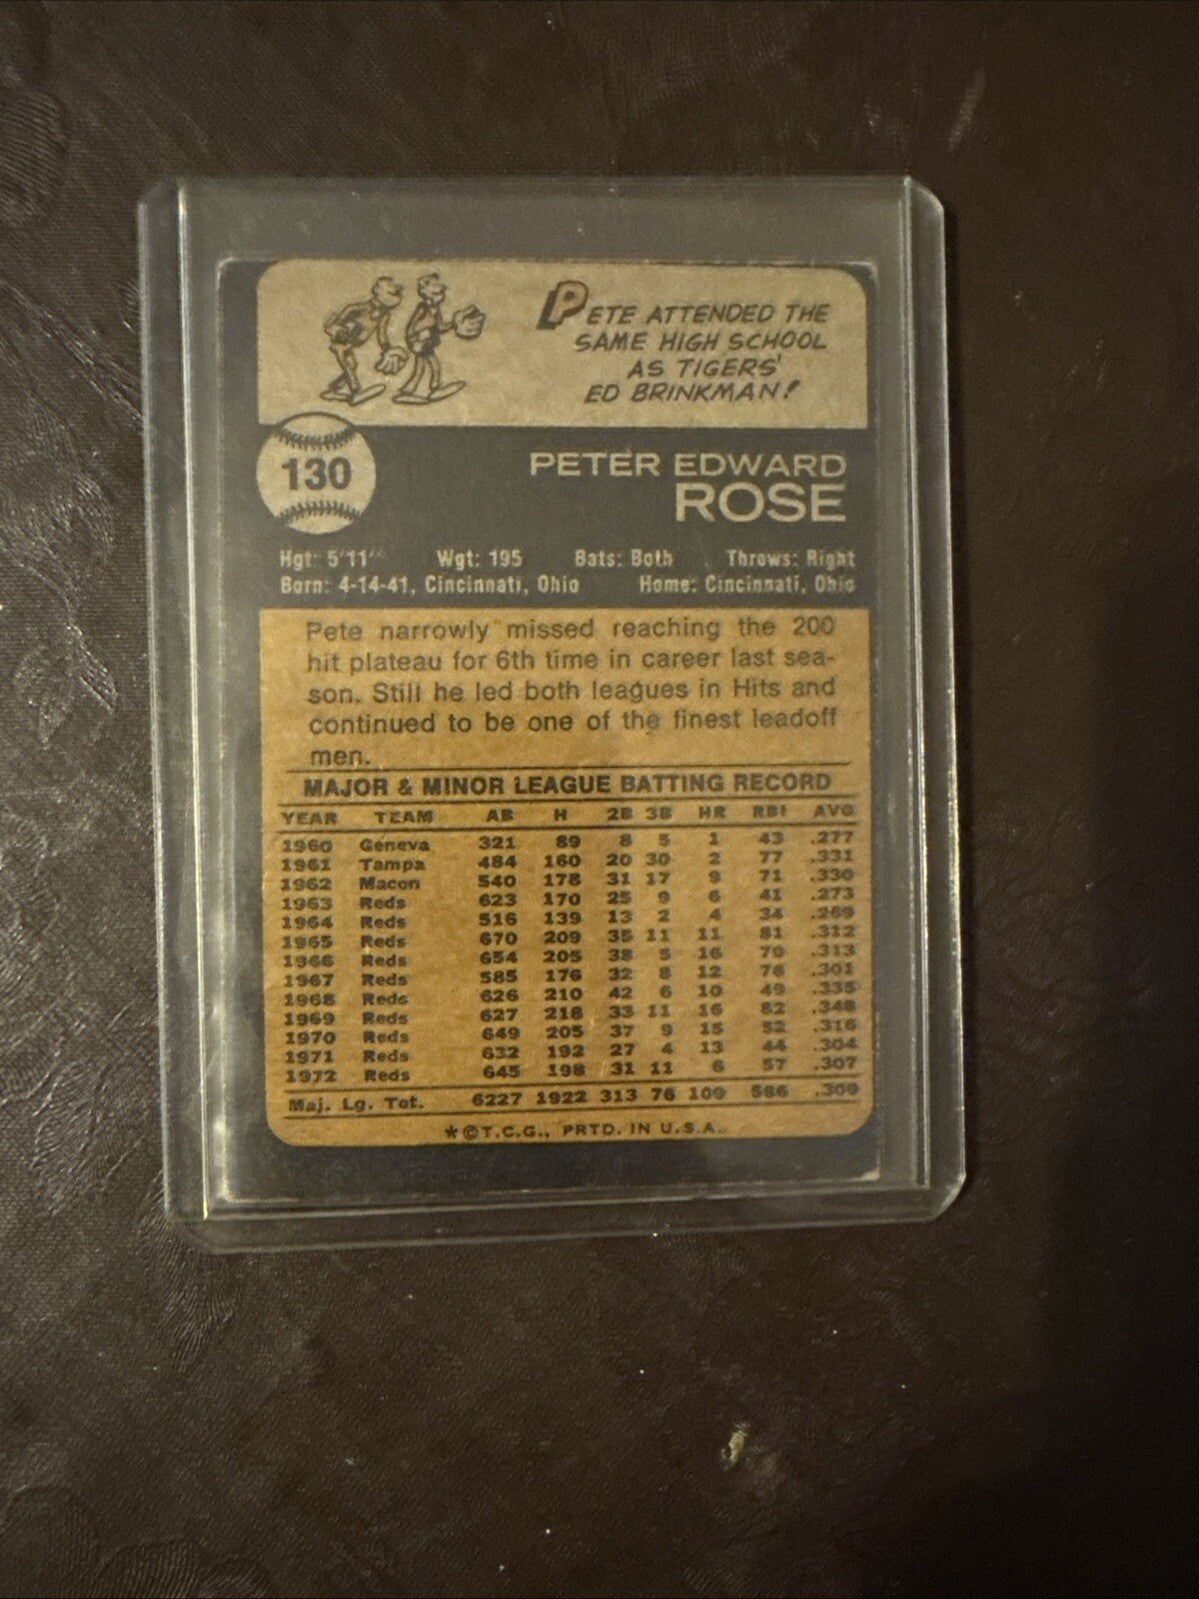 PETE ATTENDED THE
SAME HIGH SCHOOL
AS TIGERS'
ED BRINKMAN!
130
PETER EDWARD
ROSE
Hgt: 5'11" Wgt: 195 Bats: Both Throws: Right
Born: 4-14-41, Cincinnati, Ohio Home: Cincinnati, Ohio
Pete narrowly missed reaching the 200
hit plateau for 6th time in career last sea-
son. Still he led both leagues in Hits and
continued to be one of the finest leadoff
men.
MAJOR & MINOR LEAGUE BATTING RECORD
YEAR TEAM AB H 2B 3B HR RBI AVG
1960 Geneva 321 89 8 5 1 43 .277
1961 Tampa 484 160 20 30 2 77 .331
1962 Macon 540 178 31 17 9 71 .330
1963 Reds 623 170 25 9 6 41 .273
1964 Reds 516 139 13 2 4 34 .269
1965 Reds 670 209 35 11 11 81 .312
1966 Reds 654 205 38 5 16 70 .313
1967 Reds 585 176 32 8 12 76 .301
1968 Reds 626 210 42 6 10 49 .335
1969 Reds 627 218 33 11 16 82 .348
1970 Reds 649 205 37 9 15 52 .316
1971 Reds 632 192 27 4 13 44 .304
1972 Reds 645 198 31 11 6 57 .307
Maj. Lg. Tot. 6227 1922 313 76 109 586 .309
*©T.C.G., PRTD. IN U.S.A.